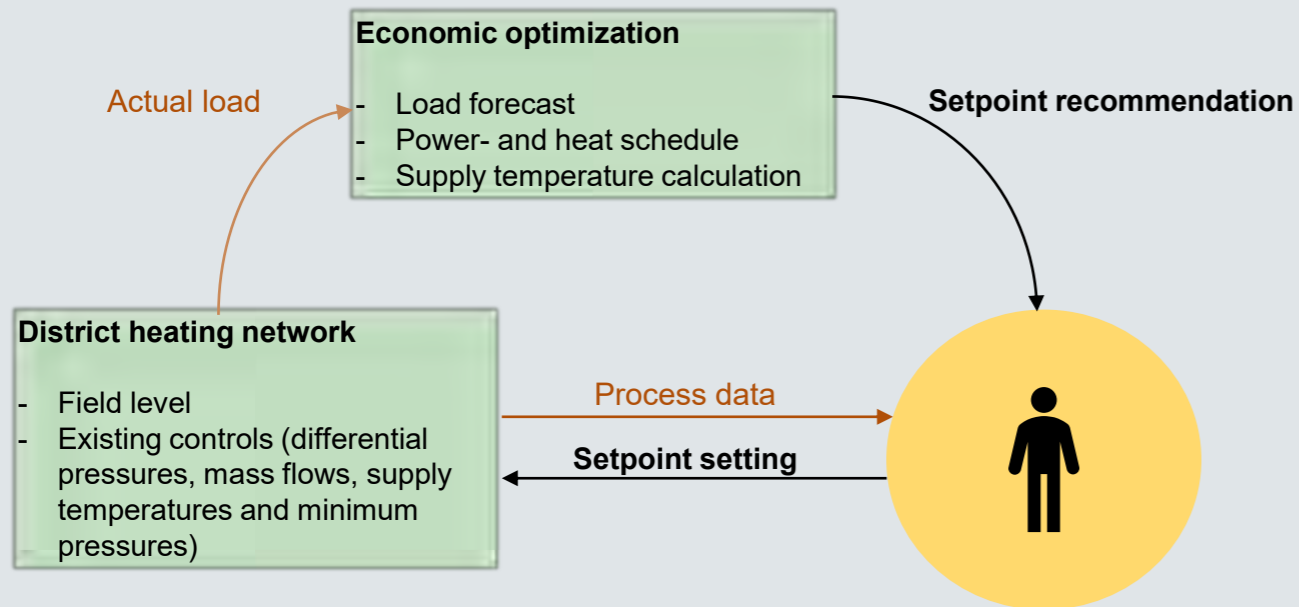 Economic optimization
- Load forecast
- Power- and heat schedule
- Supply temperature calculation
Actual load
Setpoint recommendation
District heating network
- Field level
- Existing controls (differential
pressures, mass flows, supply
temperatures and minimum
pressures)
Process data
Setpoint setting